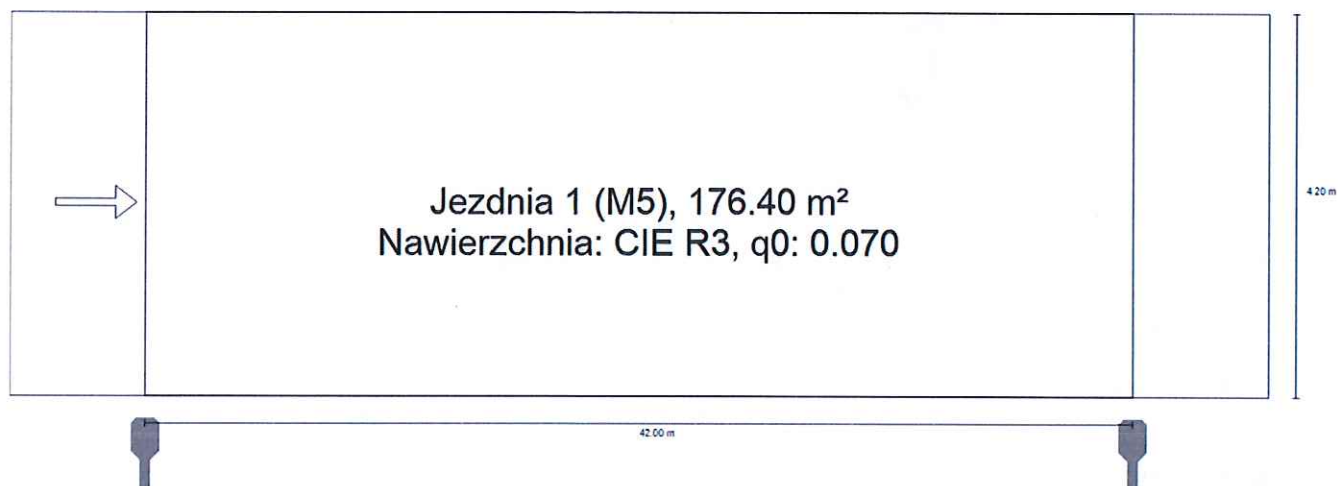 Jezdnia 1 (M5), 176.40 m²
Nawierzchnia: CIE R3, q0: 0.070
4.20 m
42.00 m